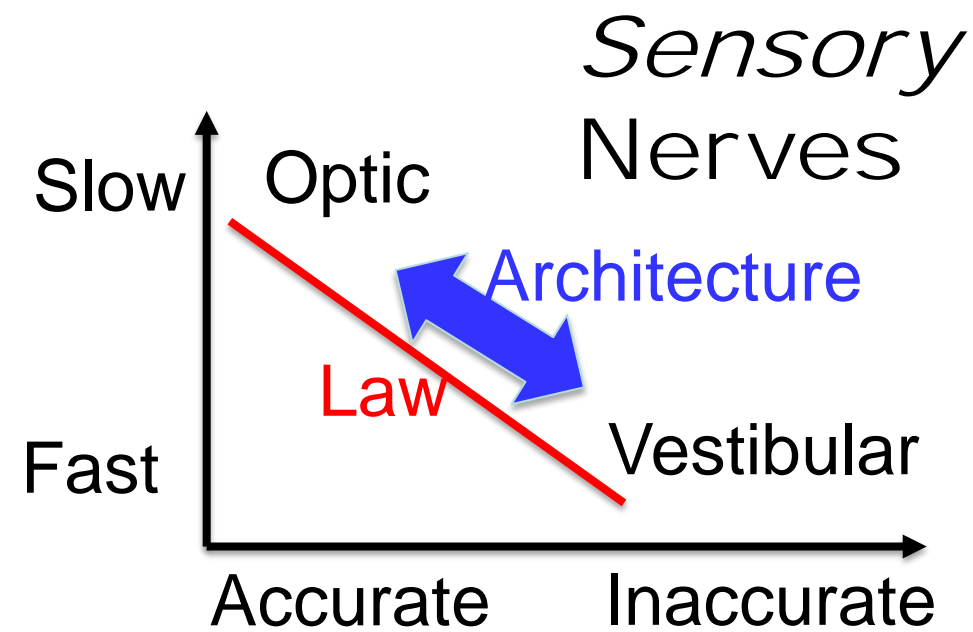 Sensory
Nerves
Slow
Optic
Architecture
Law
Fast
Vestibular
Accurate
Inaccurate